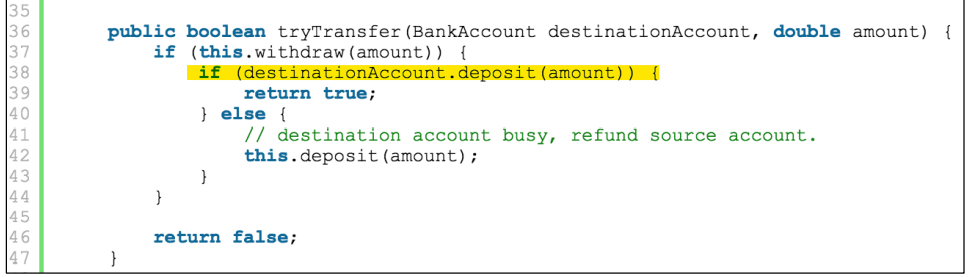 35
36 public boolean tryTransfer(BankAccount destinationAccount, double amount) {
37 if (this.withdraw(amount)) {
38 if (destinationAccount.deposit(amount)) {
39 return true;
40 } else {
41 // destination account busy, refund source account.
42 this.deposit(amount);
43 }
44 }
45
46 return false;
47 }